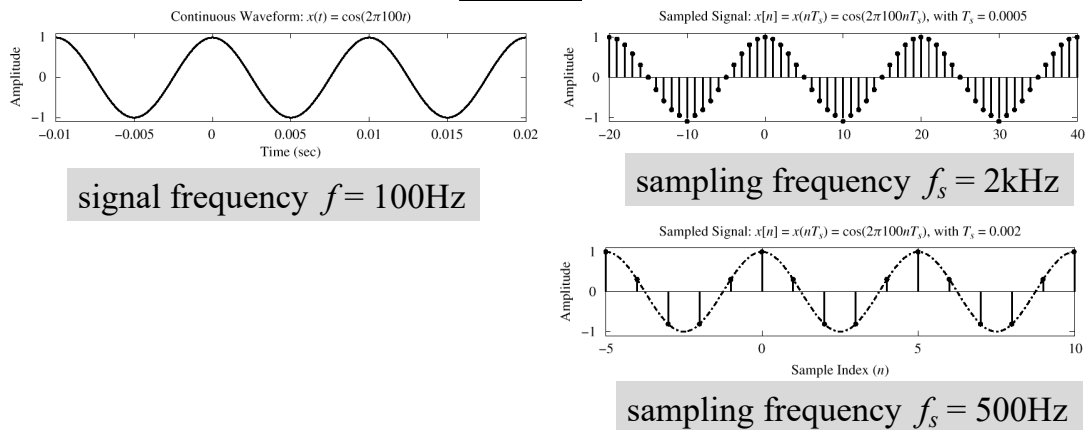 Continuous Waveform: x(t) = cos(2π100t)
Amplitude
1
0
−1
−0.01 −0.005 0 0.005 0.01 0.015 0.02
Time (sec)
signal frequency f = 100Hz
Sampled Signal: x[n] = x(nTs) = cos(2π100nTs), with Ts = 0.0005
Amplitude
1
0
−1
−20 −10 0 10 20 30 40
sampling frequency fs = 2kHz
Sampled Signal: x[n] = x(nTs) = cos(2π100nTs), with Ts = 0.002
Amplitude
1
0
−1
−5 0 5 10
Sample Index (n)
sampling frequency fs = 500Hz